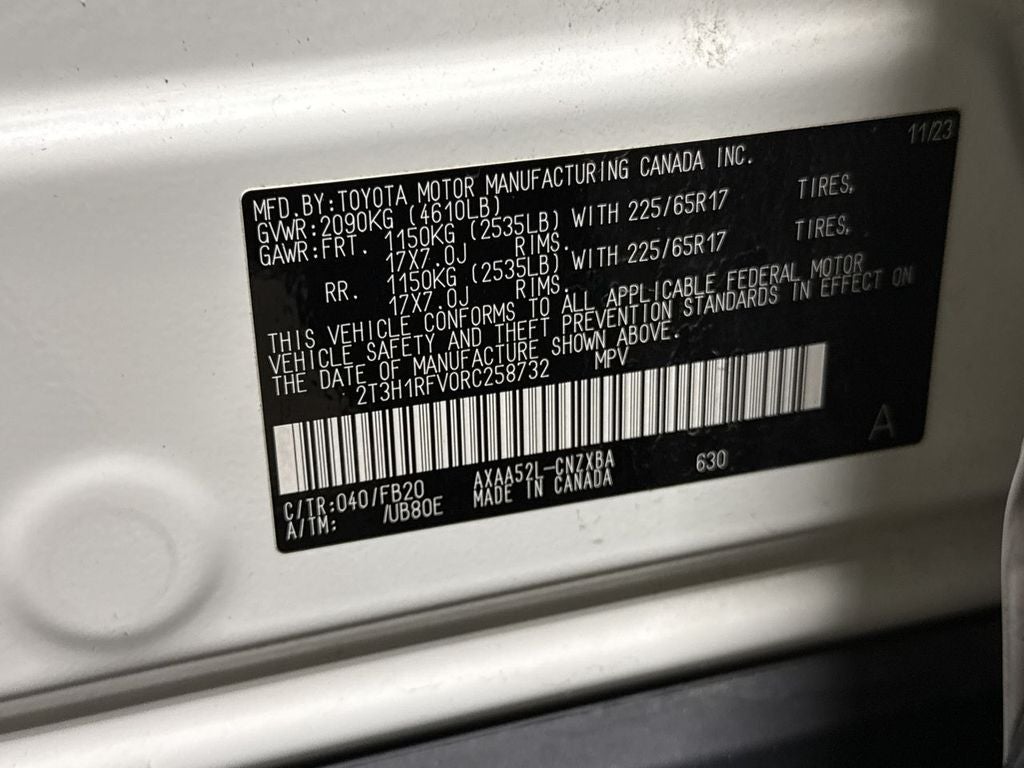 11/23
MFD.BY:TOYOTA MOTOR MANUFACTURING CANADA INC.
GVWR:2090KG (4610LB)
GAWR:FRT. 1150KG (2535LB) WITH 225/65R17 TIRES,
17X7.0J RIMS.
RR. 1150KG (2535LB) WITH 225/65R17 TIRES,
17X7.0J RIMS.
THIS VEHICLE CONFORMS TO ALL APPLICABLE FEDERAL MOTOR
VEHICLE SAFETY AND THEFT PREVENTION STANDARDS IN EFFECT ON
THE DATE OF MANUFACTURE SHOWN ABOVE.
2T3H1RFV0RC258732 MPV
C/TR:040/FB20 AXAA52L-CNZXBA 630 A
A/TM: /UB80E MADE IN CANADA